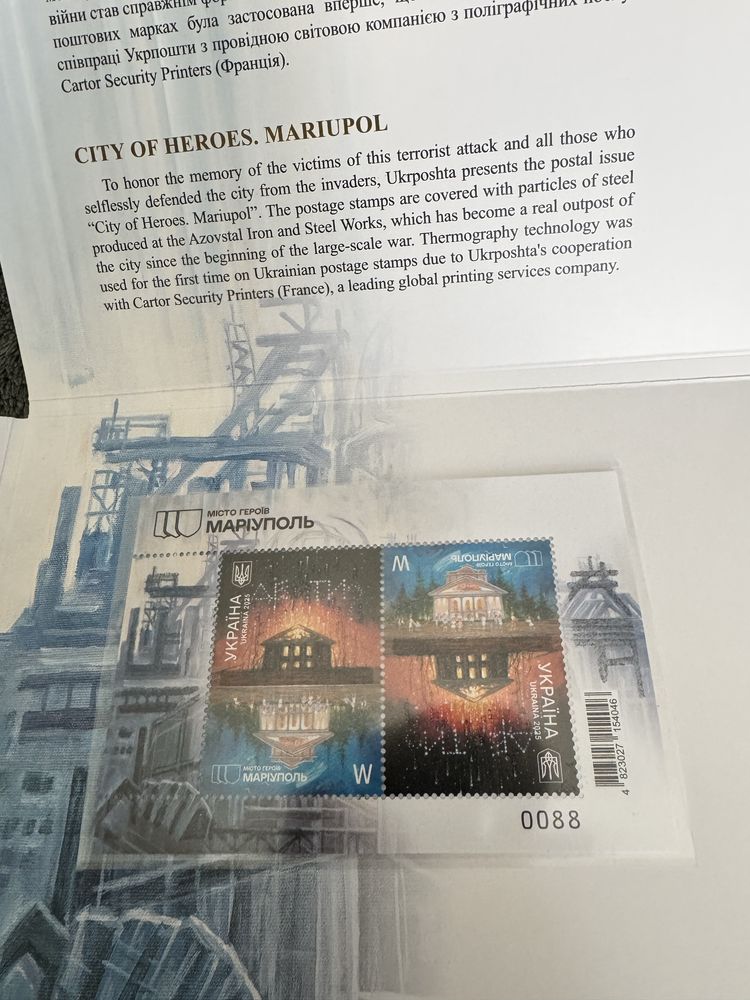 війни став справжнім
поштових марках була застосована вперше,
співпраці Укрпошти з провідною світовою компанією з поліграфічних
Cartor Security Printers (Франція).
CITY OF HEROES. MARIUPOL
To honor the memory of the victims of this terrorist attack and all those who
selflessly defended the city from the invaders, Ukrposhta presents the postal issue
“City of Heroes. Mariupol”. The postage stamps are covered with particles of steel
produced at the Azovstal Iron and Steel Works, which has become a real outpost of
the city since the beginning of the large-scale war. Thermography technology was
used for the first time on Ukrainian postage stamps due to Ukrposhta's cooperation
with Cartor Security Printers (France), a leading global printing services company.
МІСТО ГЕРОЇВ
МАРІУПОЛЬ
УКРАЇНА
UKRAINA 2025
МІСТО ГЕРОЇВ
МАРІУПОЛЬ
W
W
МІСТО ГЕРОЇВ
МАРІУПОЛЬ
УКРАЇНА
UKRAINA 2025
4 823027 154046
0088